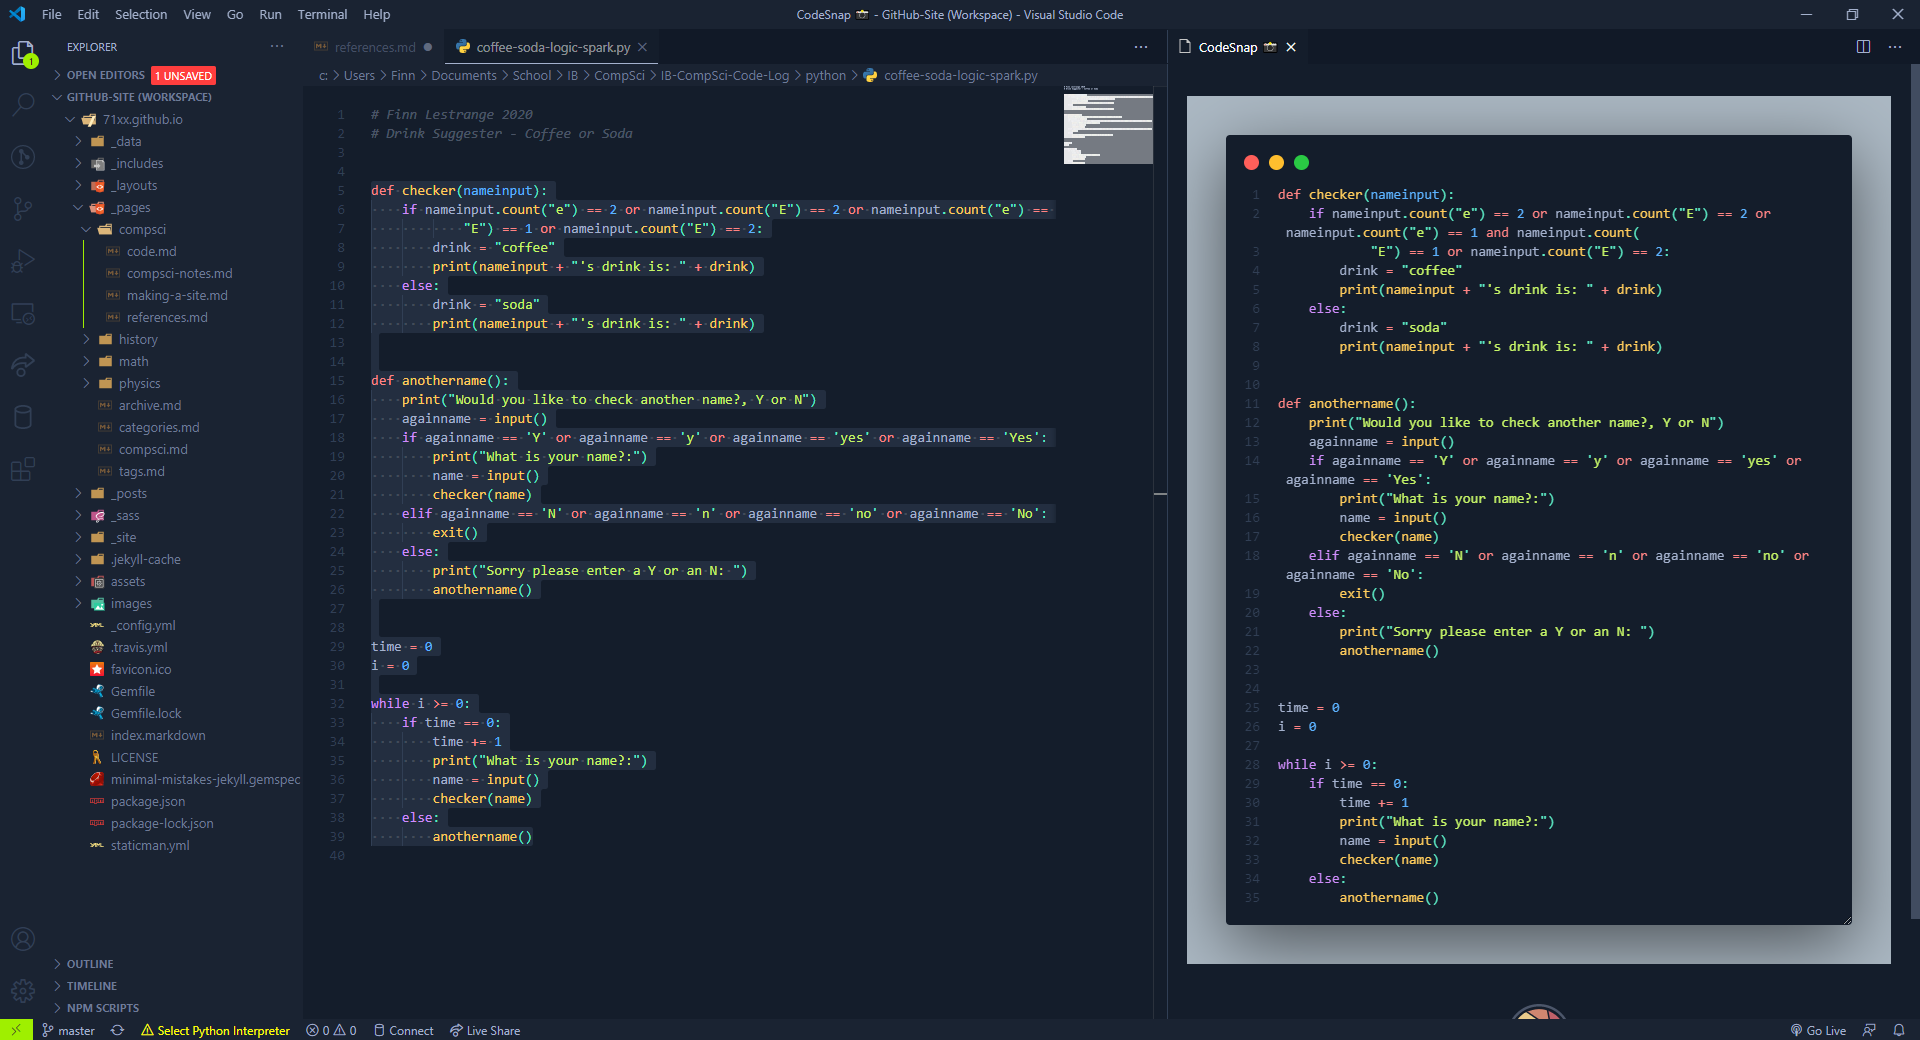 File Edit Selection View Go Run Terminal Help
CodeSnap 📸 - GitHub-Site (Workspace) - Visual Studio Code
EXPLORER
OPEN EDITORS 1 UNSAVED
GITHUB-SITE (WORKSPACE)
71xx.github.io
_data
_includes
_layouts
_pages
compsci
code.md
compsci-notes.md
making-a-site.md
references.md
history
math
physics
archive.md
categories.md
compsci.md
tags.md
_posts
_sass
_site
.jekyll-cache
assets
images
_config.yml
.travis.yml
favicon.ico
Gemfile
Gemfile.lock
index.markdown
LICENSE
minimal-mistakes-jekyll.gemspec
package.json
package-lock.json
staticman.yml
OUTLINE
TIMELINE
NPM SCRIPTS
1
references.md
coffee-soda-logic-spark.py
c: > Users > Finn > Documents > School > IB > CompSci > IB-CompSci-Code-Log > python > coffee-soda-logic-spark.py
1 # Finn Lestrange 2020
2 # Drink Suggester - Coffee or Soda
3
4
5 def checker(nameinput):
6     if nameinput.count("e") == 2 or nameinput.count("E") == 2 or nameinput.count("e") ==
7             "E") == 1 or nameinput.count("E") == 2:
8         drink = "coffee"
9         print(nameinput + "'s drink is: " + drink)
10     else:
11         drink = "soda"
12         print(nameinput + "'s drink is: " + drink)
13
14
15 def anothername():
16     print("Would you like to check another name?, Y or N")
17     againname = input()
18     if againname == 'Y' or againname == 'y' or againname == 'yes' or againname == 'Yes':
19         print("What is your name?:")
20         name = input()
21         checker(name)
22     elif againname == 'N' or againname == 'n' or againname == 'no' or againname == 'No':
23         exit()
24     else:
25         print("Sorry please enter a Y or an N: ")
26         anothername()
27
28
29 time = 0
30 i = 0
31
32 while i >= 0:
33     if time == 0:
34         time += 1
35         print("What is your name?:")
36         name = input()
37         checker(name)
38     else:
39         anothername()
40
CodeSnap 📸
1 def checker(nameinput):
2     if nameinput.count("e") == 2 or nameinput.count("E") == 2 or
nameinput.count("e") == 1 and nameinput.count(
3             "E") == 1 or nameinput.count("E") == 2:
4         drink = "coffee"
5         print(nameinput + "'s drink is: " + drink)
6     else:
7         drink = "soda"
8         print(nameinput + "'s drink is: " + drink)
9
10
11 def anothername():
12     print("Would you like to check another name?, Y or N")
13     againname = input()
14     if againname == 'Y' or againname == 'y' or againname == 'yes' or
againname == 'Yes':
15         print("What is your name?:")
16         name = input()
17         checker(name)
18     elif againname == 'N' or againname == 'n' or againname == 'no' or
againname == 'No':
19         exit()
20     else:
21         print("Sorry please enter a Y or an N: ")
22         anothername()
23
24
25 time = 0
26 i = 0
27
28 while i >= 0:
29     if time == 0:
30         time += 1
31         print("What is your name?:")
32         name = input()
33         checker(name)
34     else:
35         anothername()
master Select Python Interpreter 0 0 Connect Live Share Go Live